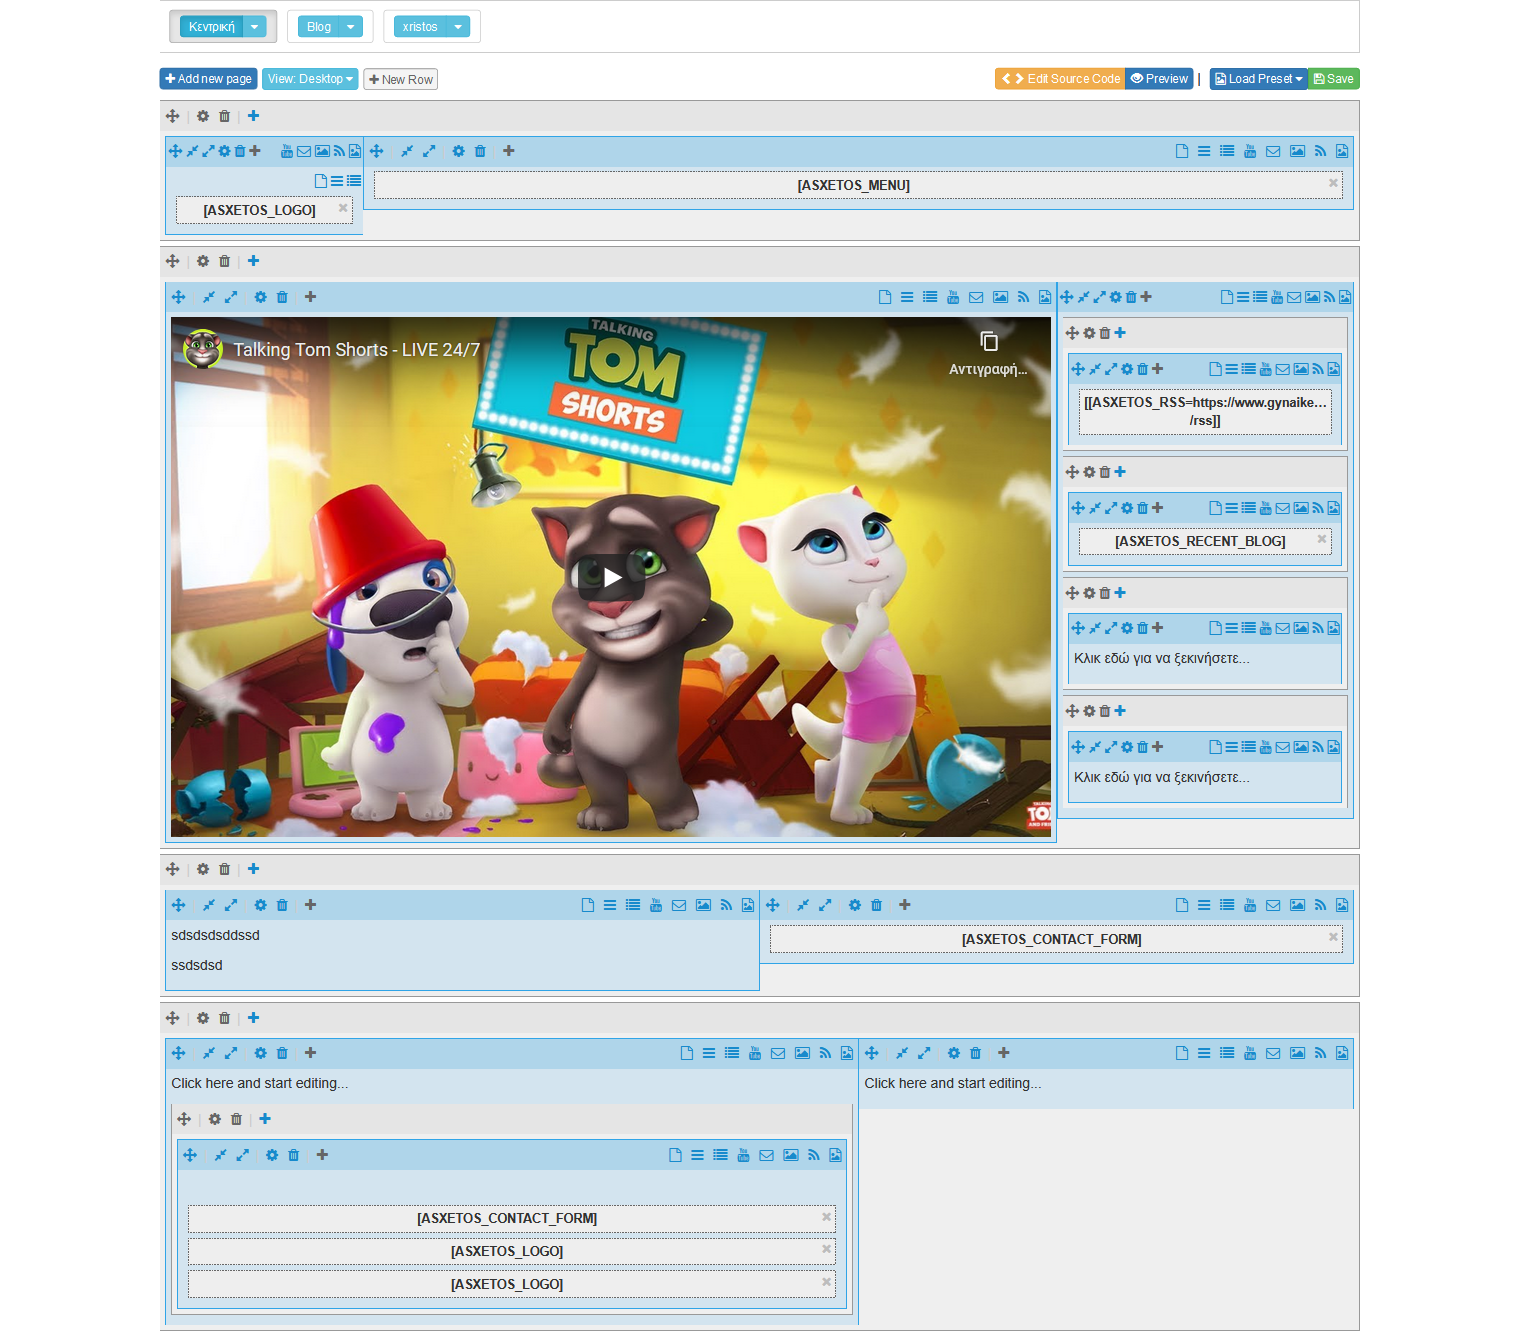 Κεντρική
Blog
xristos
Add new page
View: Desktop
New Row
Edit Source Code
Preview
|
Load Preset
Save
[ASXETOS_LOGO]
[ASXETOS_MENU]
Talking Tom Shorts - LIVE 24/7
Αντιγραφή...
TALKING
TOM
SHORTS
[[ASXETOS_RSS=https://www.gynaike...
/rss]]
[ASXETOS_RECENT_BLOG]
Κλικ εδώ για να ξεκινήσετε...
Κλικ εδώ για να ξεκινήσετε...
sdsdsdsddssd
ssdsdsd
[ASXETOS_CONTACT_FORM]
Click here and start editing...
Click here and start editing...
[ASXETOS_CONTACT_FORM]
[ASXETOS_LOGO]
[ASXETOS_LOGO]